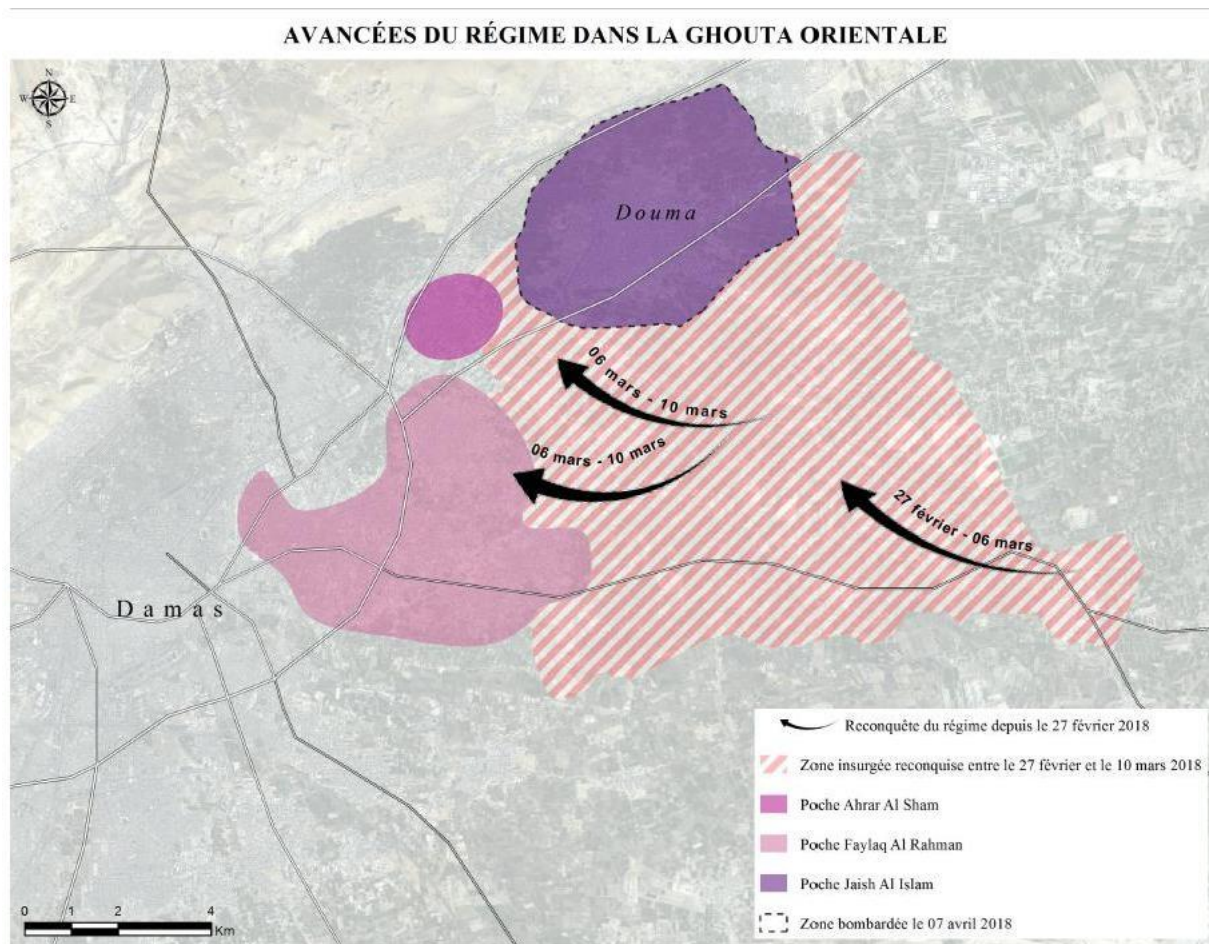 AVANCÉES DU RÉGIME DANS LA GHOUTA ORIENTALE
N
W E
S
Douma
06 mars - 10 mars
06 mars - 10 mars
27 février - 06 mars
Damas
Reconquête du régime depuis le 27 février 2018
Zone insurgée reconquise entre le 27 février et le 10 mars 2018
Poche Ahrar Al Sham
Poche Faylaq Al Rahman
Poche Jaish Al Islam
Zone bombardée le 07 avril 2018
0 1 2 4
Km